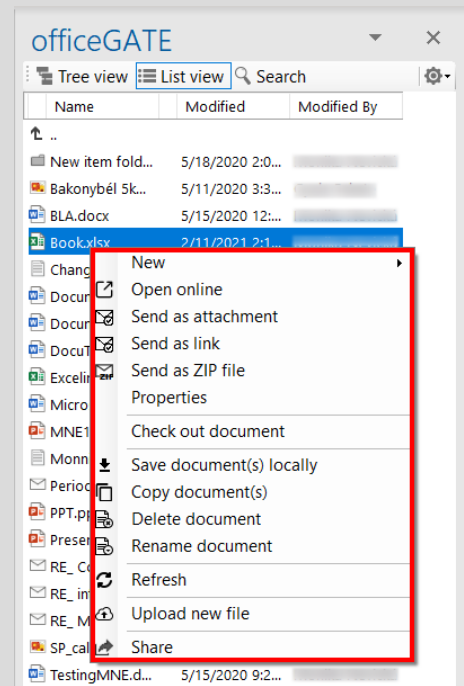 officeGATE
Tree view List view Search
Name Modified Modified By
..
New item fold... 5/18/2020 2:0...
Bakonybél 5k... 5/11/2020 3:3...
BLA.docx 5/15/2020 12:...
Book.xlsx 2/11/2021 2:1...
Chang
New
Open online
Docur
Send as attachment
Docur
Send as link
DocuT
ZIP
Send as ZIP file
Excelin
Properties
Micro
Check out document
MNE1
Save document(s) locally
Monn
Copy document(s)
Period
Delete document
PPT.pp
Rename document
Presen
Refresh
RE_ Co
RE_ in
Upload new file
RE_ M
Share
SP_cal
TestingMNE.d... 5/15/2020 9:2...